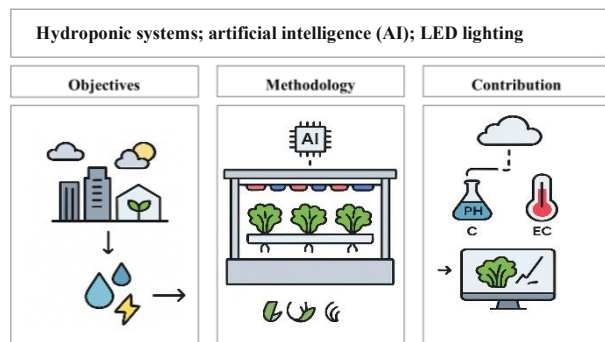 Hydroponic systems; artificial intelligence (AI); LED lighting
Objectives
Methodology
Contribution
AI
PH
C
EC